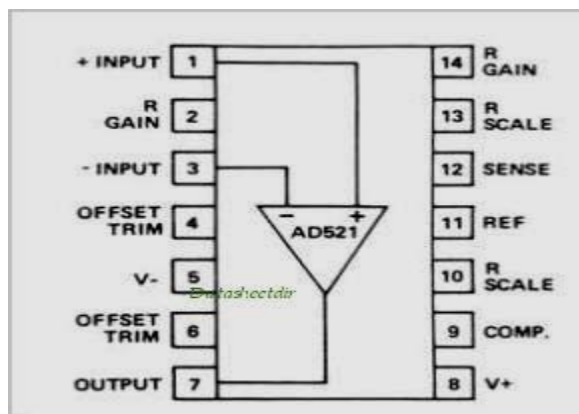 + INPUT 1
R
GAIN 2
- INPUT 3
OFFSET
TRIM 4
V- 5
OFFSET
TRIM 6
OUTPUT 7
- +
AD521
Datasheetdir
14 R
GAIN
13 R
SCALE
12 SENSE
11 REF
10 R
SCALE
9 COMP.
8 V+